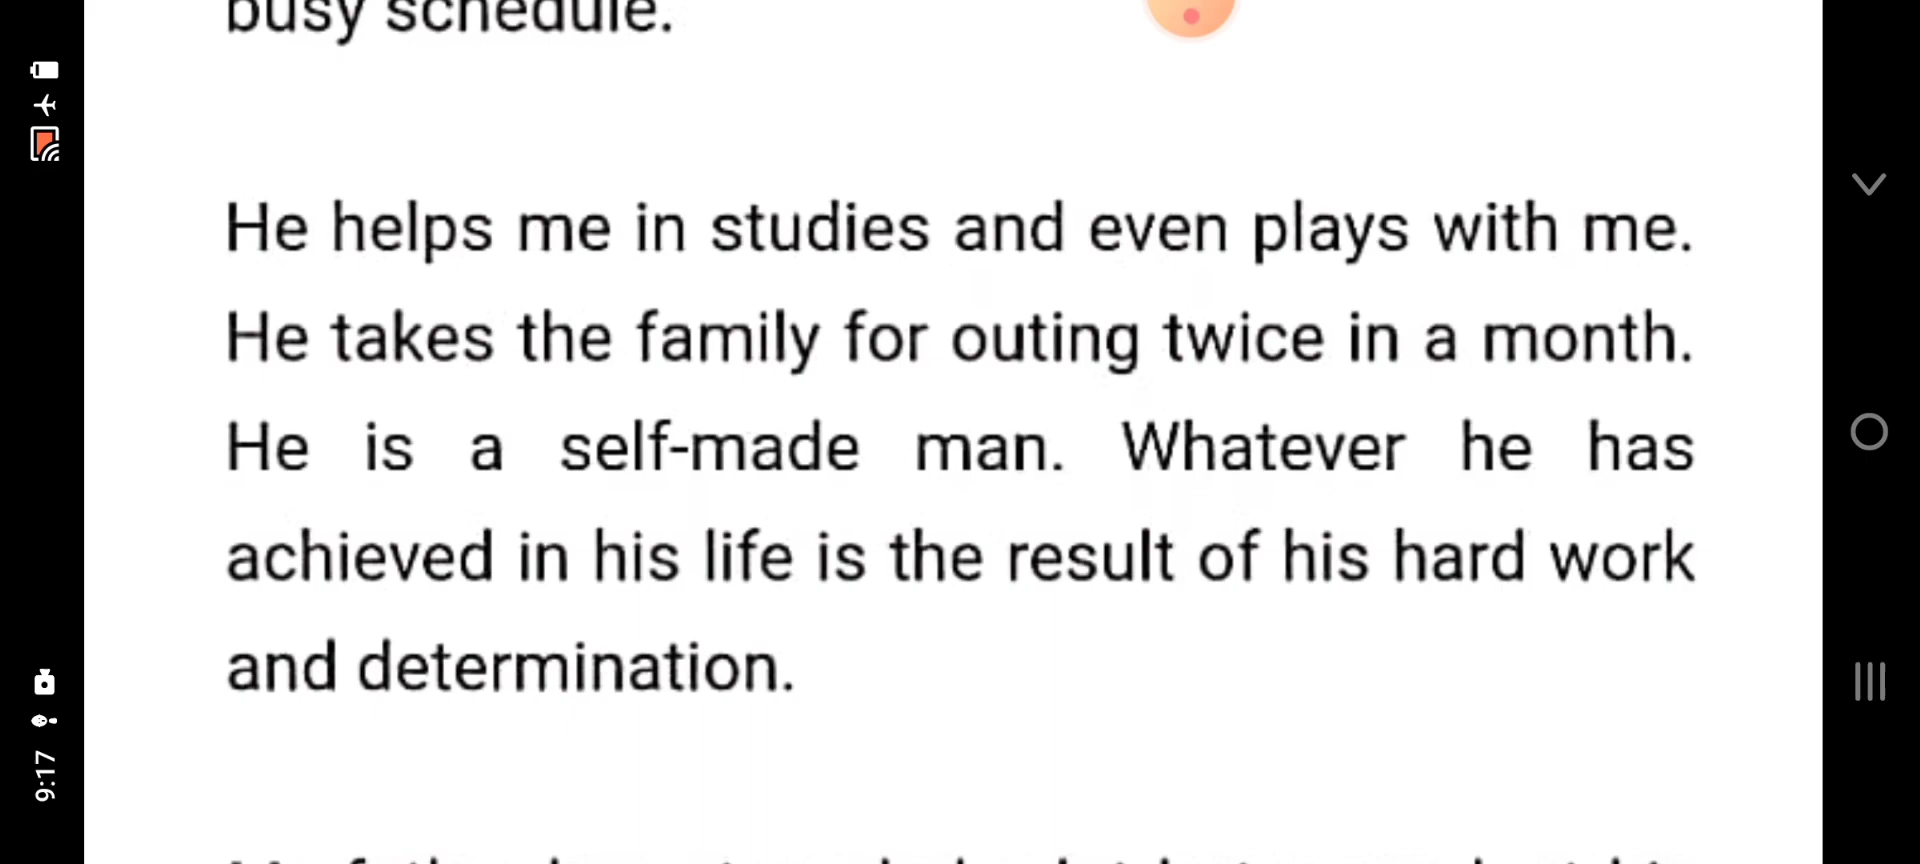 busy schedule.
He helps me in studies and even plays with me.
He takes the family for outing twice in a month.
He is a self-made man. Whatever he has
achieved in his life is the result of his hard work
and determination.
9:17